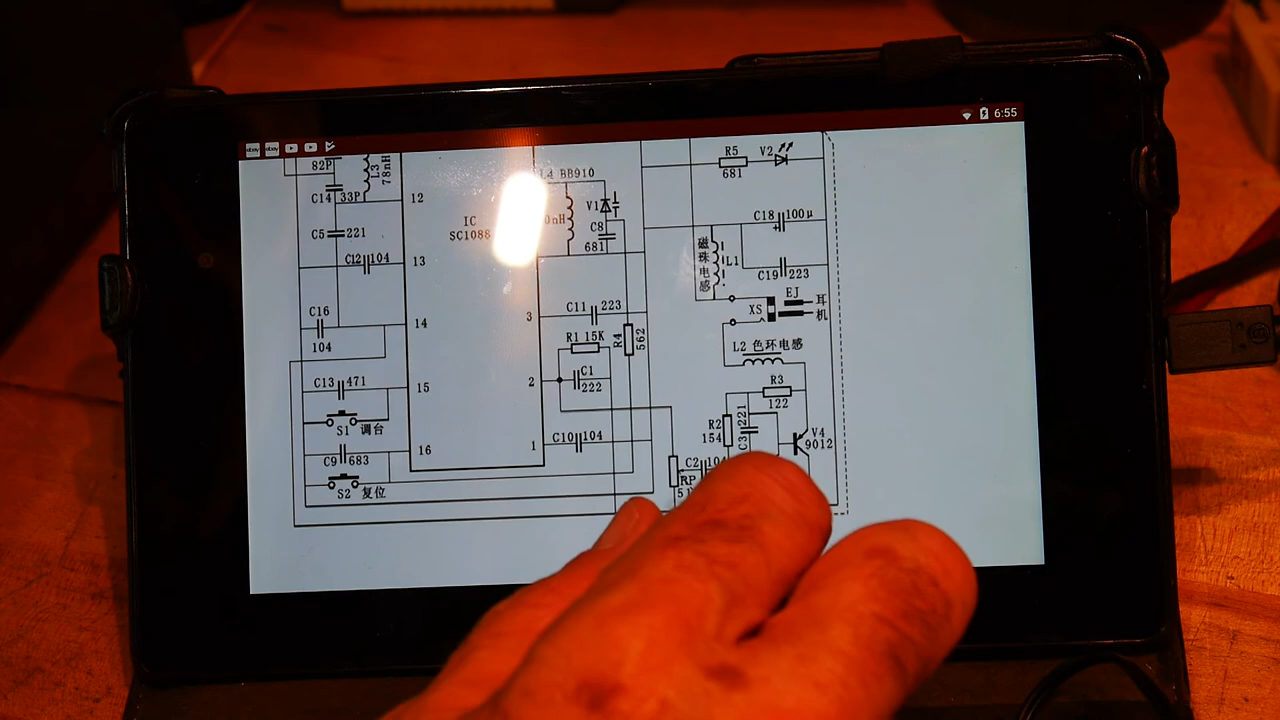 ebay
ebay
6:55
82P
L3
78nH
C14
33P
12
C5
221
C12
104
13
C16
104
14
C13
471
15
S1
调台
C9
683
16
S2
复位
IC
SC1088
L4
BB910
V1
C8
681
3
C11
223
R1
15K
R4
562
2
C1
222
1
C10
104
R5
681
V2
C18
100μ
磁珠电感
L1
C19
223
EJ
耳机
XS
L2
色环电感
R3
122
R2
154
C3
221
V4
9012
C2
104
RP